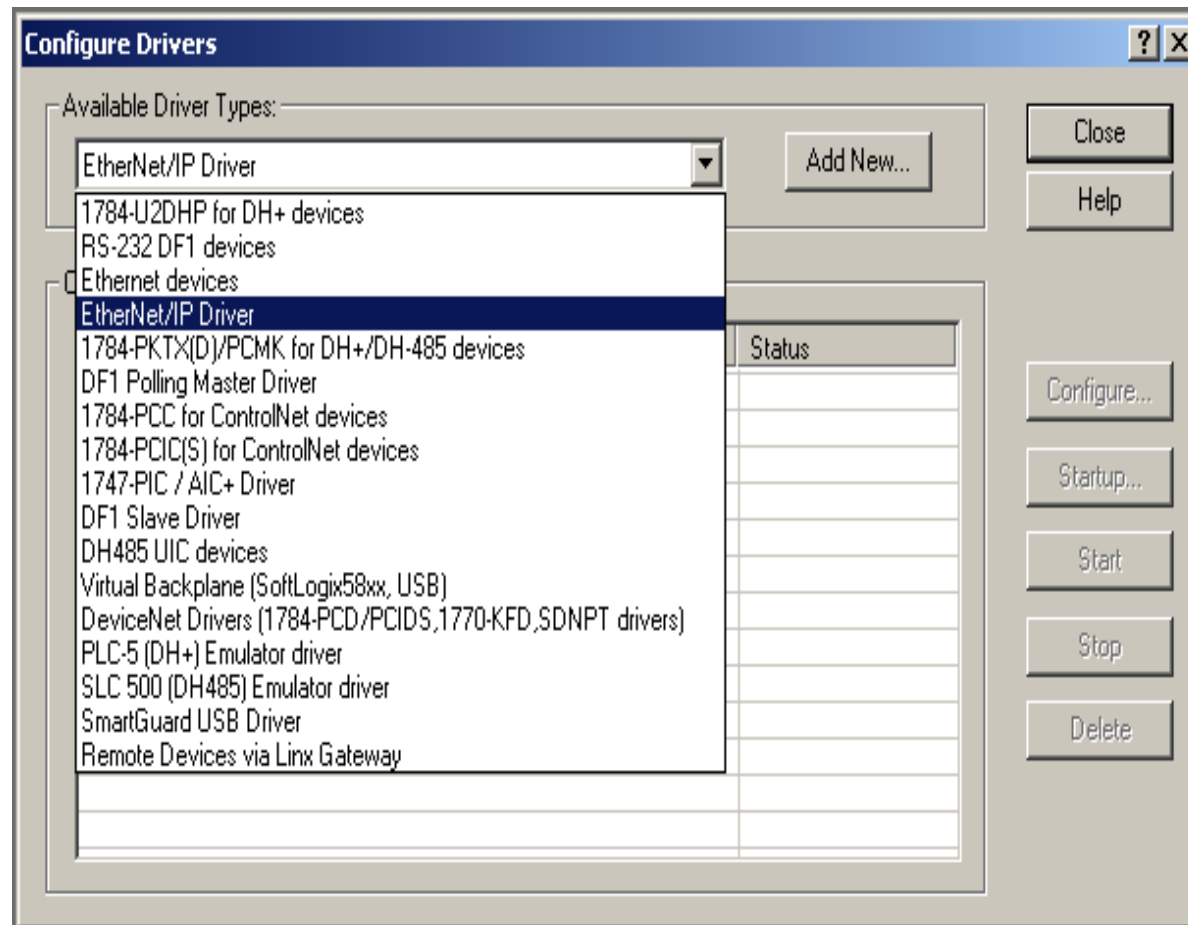 Configure Drivers
Available Driver Types:
EtherNet/IP Driver
Add New...
Close
Help
1784-U2DHP for DH+ devices
RS-232 DF1 devices
Ethernet devices
EtherNet/IP Driver
1784-PKTX(D)/PCMK for DH+/DH-485 devices
DF1 Polling Master Driver
1784-PCC for ControlNet devices
1784-PCIC(S) for ControlNet devices
1747-PIC / AIC+ Driver
DF1 Slave Driver
DH485 UIC devices
Virtual Backplane (SoftLogix58xx, USB)
DeviceNet Drivers (1784-PCD/PCIDS,1770-KFD,SDNPT drivers)
PLC-5 (DH+) Emulator driver
SLC 500 (DH485) Emulator driver
SmartGuard USB Driver
Remote Devices via Linx Gateway
Status
Configure...
Startup...
Start
Stop
Delete